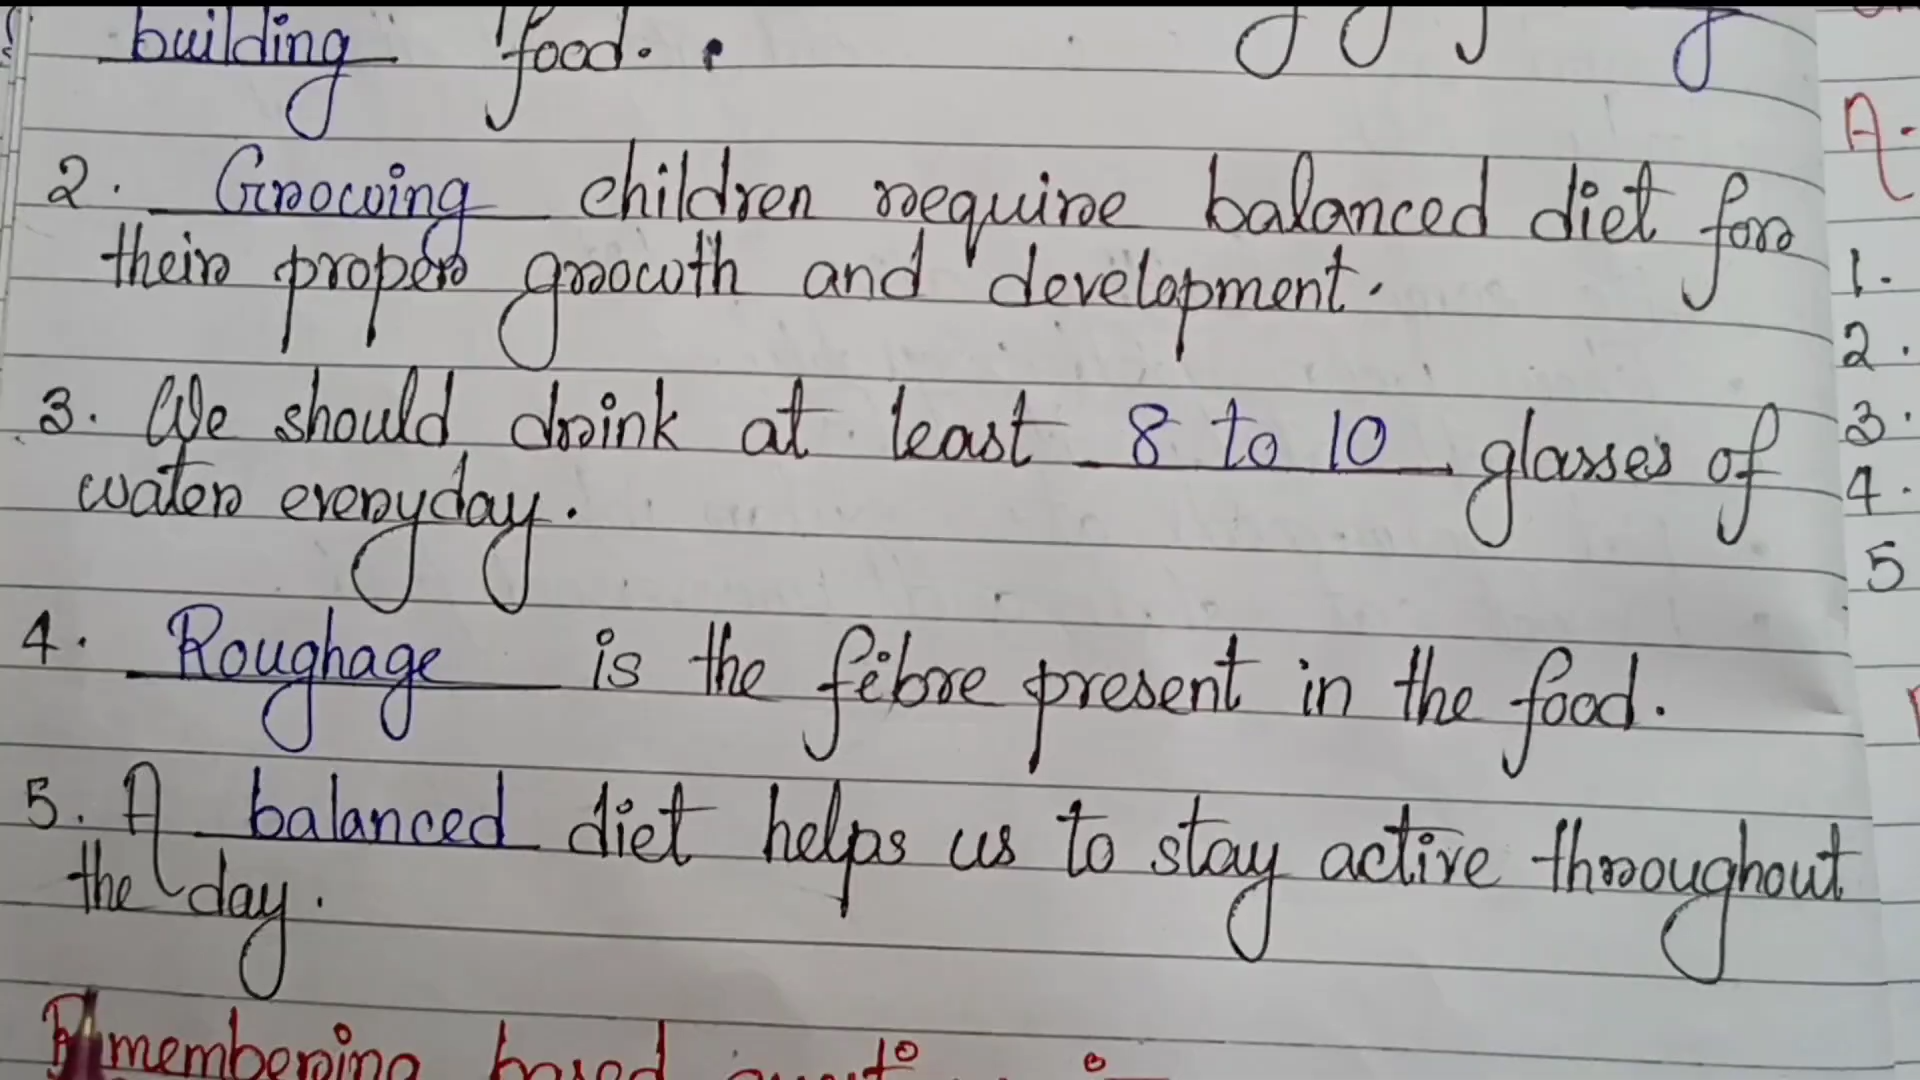 building food.
2. Growing children require balanced diet for
their proper growth and development.
3. We should drink at least 8 to 10 glasses of
water everyday.
4. Roughage is the fibre present in the food.
5. A balanced diet helps us to stay active throughout
the day.
Remembering based
A.
1.
2.
3.
4.
5